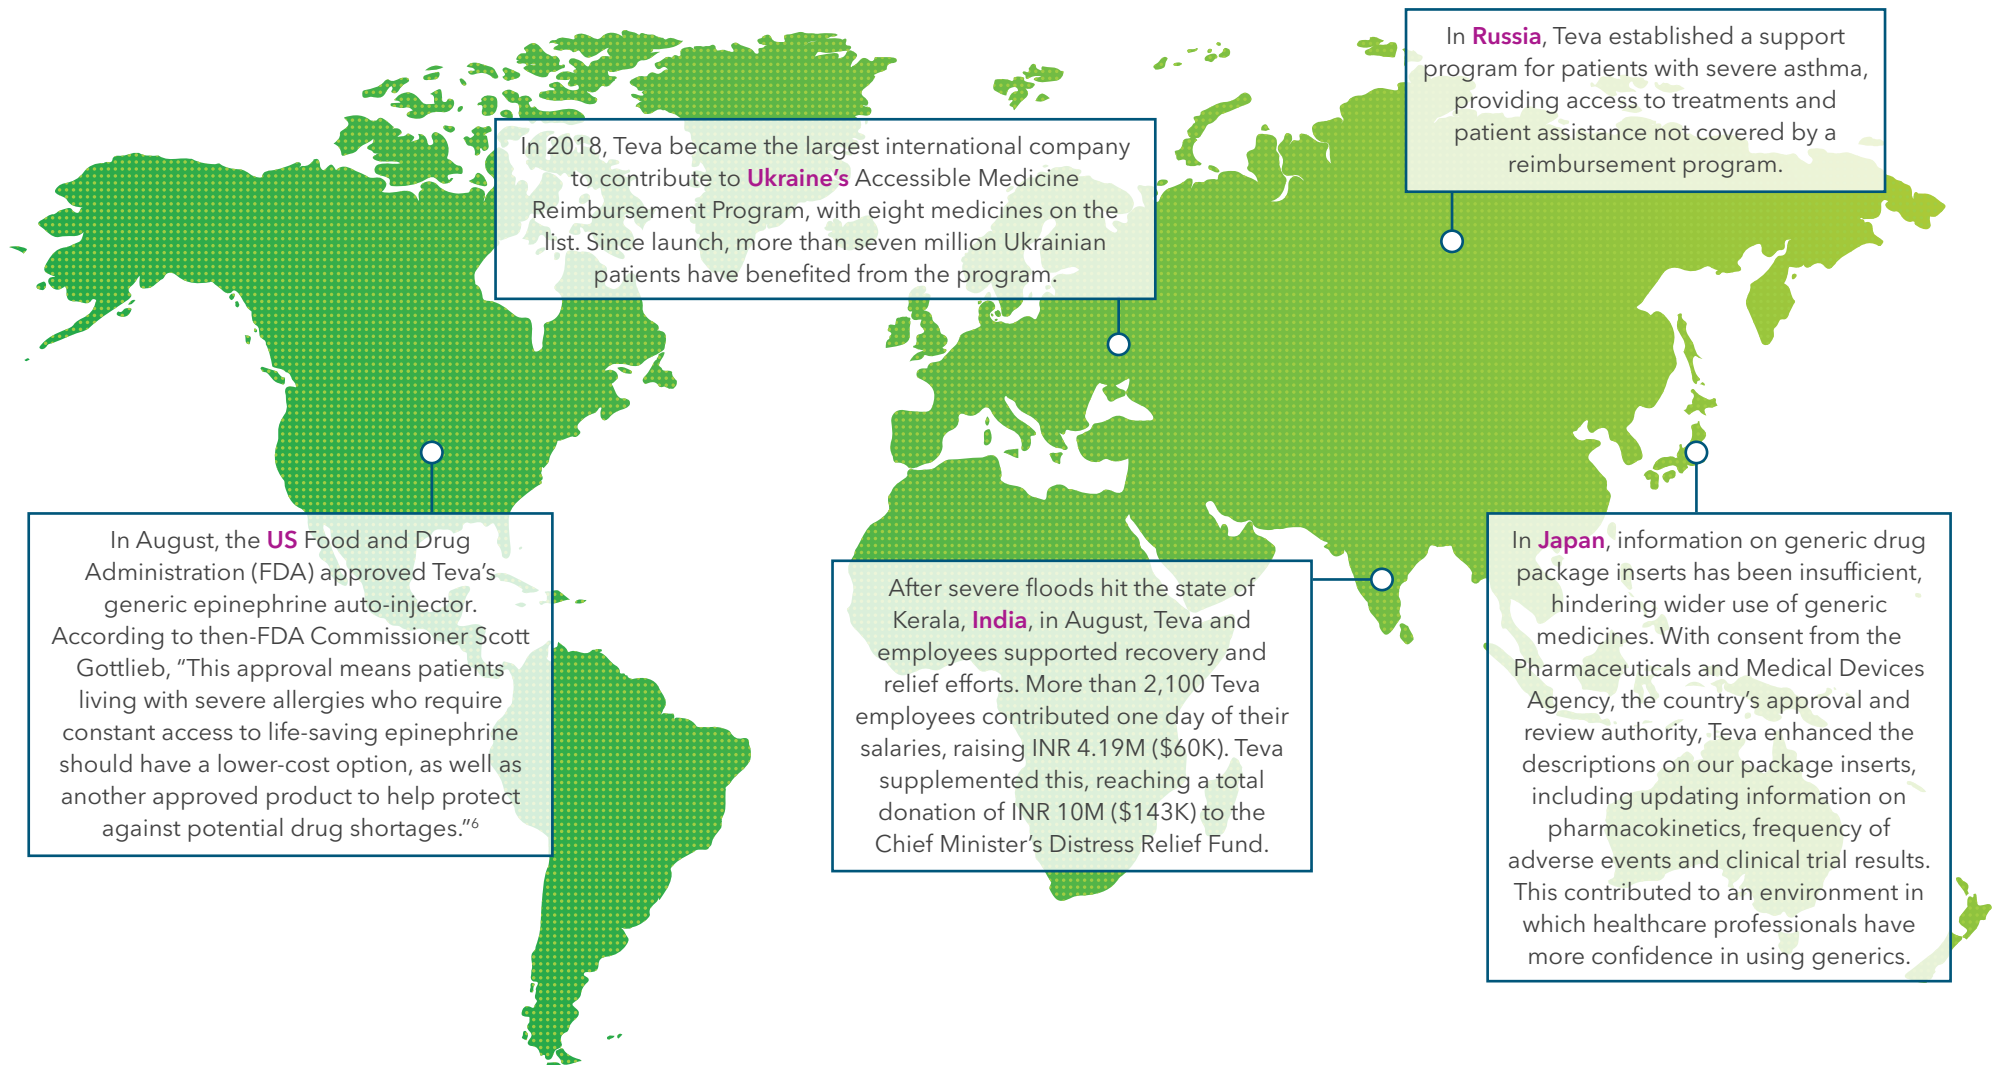 In Russia, Teva established a support
program for patients with severe asthma,
providing access to treatments and
patient assistance not covered by a
reimbursement program.
In 2018, Teva became the largest international company
to contribute to Ukraine’s Accessible Medicine
Reimbursement Program, with eight medicines on the
list. Since launch, more than seven million Ukrainian
patients have benefited from the program.
In August, the US Food and Drug
Administration (FDA) approved Teva’s
generic epinephrine auto-injector.
According to then-FDA Commissioner Scott
Gottlieb, “This approval means patients
living with severe allergies who require
constant access to life-saving epinephrine
should have a lower-cost option, as well as
another approved product to help protect
against potential drug shortages.”⁶
After severe floods hit the state of
Kerala, India, in August, Teva and
employees supported recovery and
relief efforts. More than 2,100 Teva
employees contributed one day of their
salaries, raising INR 4.19M ($60K). Teva
supplemented this, reaching a total
donation of INR 10M ($143K) to the
Chief Minister’s Distress Relief Fund.
In Japan, information on generic drug
package inserts has been insufficient,
hindering wider use of generic
medicines. With consent from the
Pharmaceuticals and Medical Devices
Agency, the country’s approval and
review authority, Teva enhanced the
descriptions on our package inserts,
including updating information on
pharmacokinetics, frequency of
adverse events and clinical trial results.
This contributed to an environment in
which healthcare professionals have
more confidence in using generics.